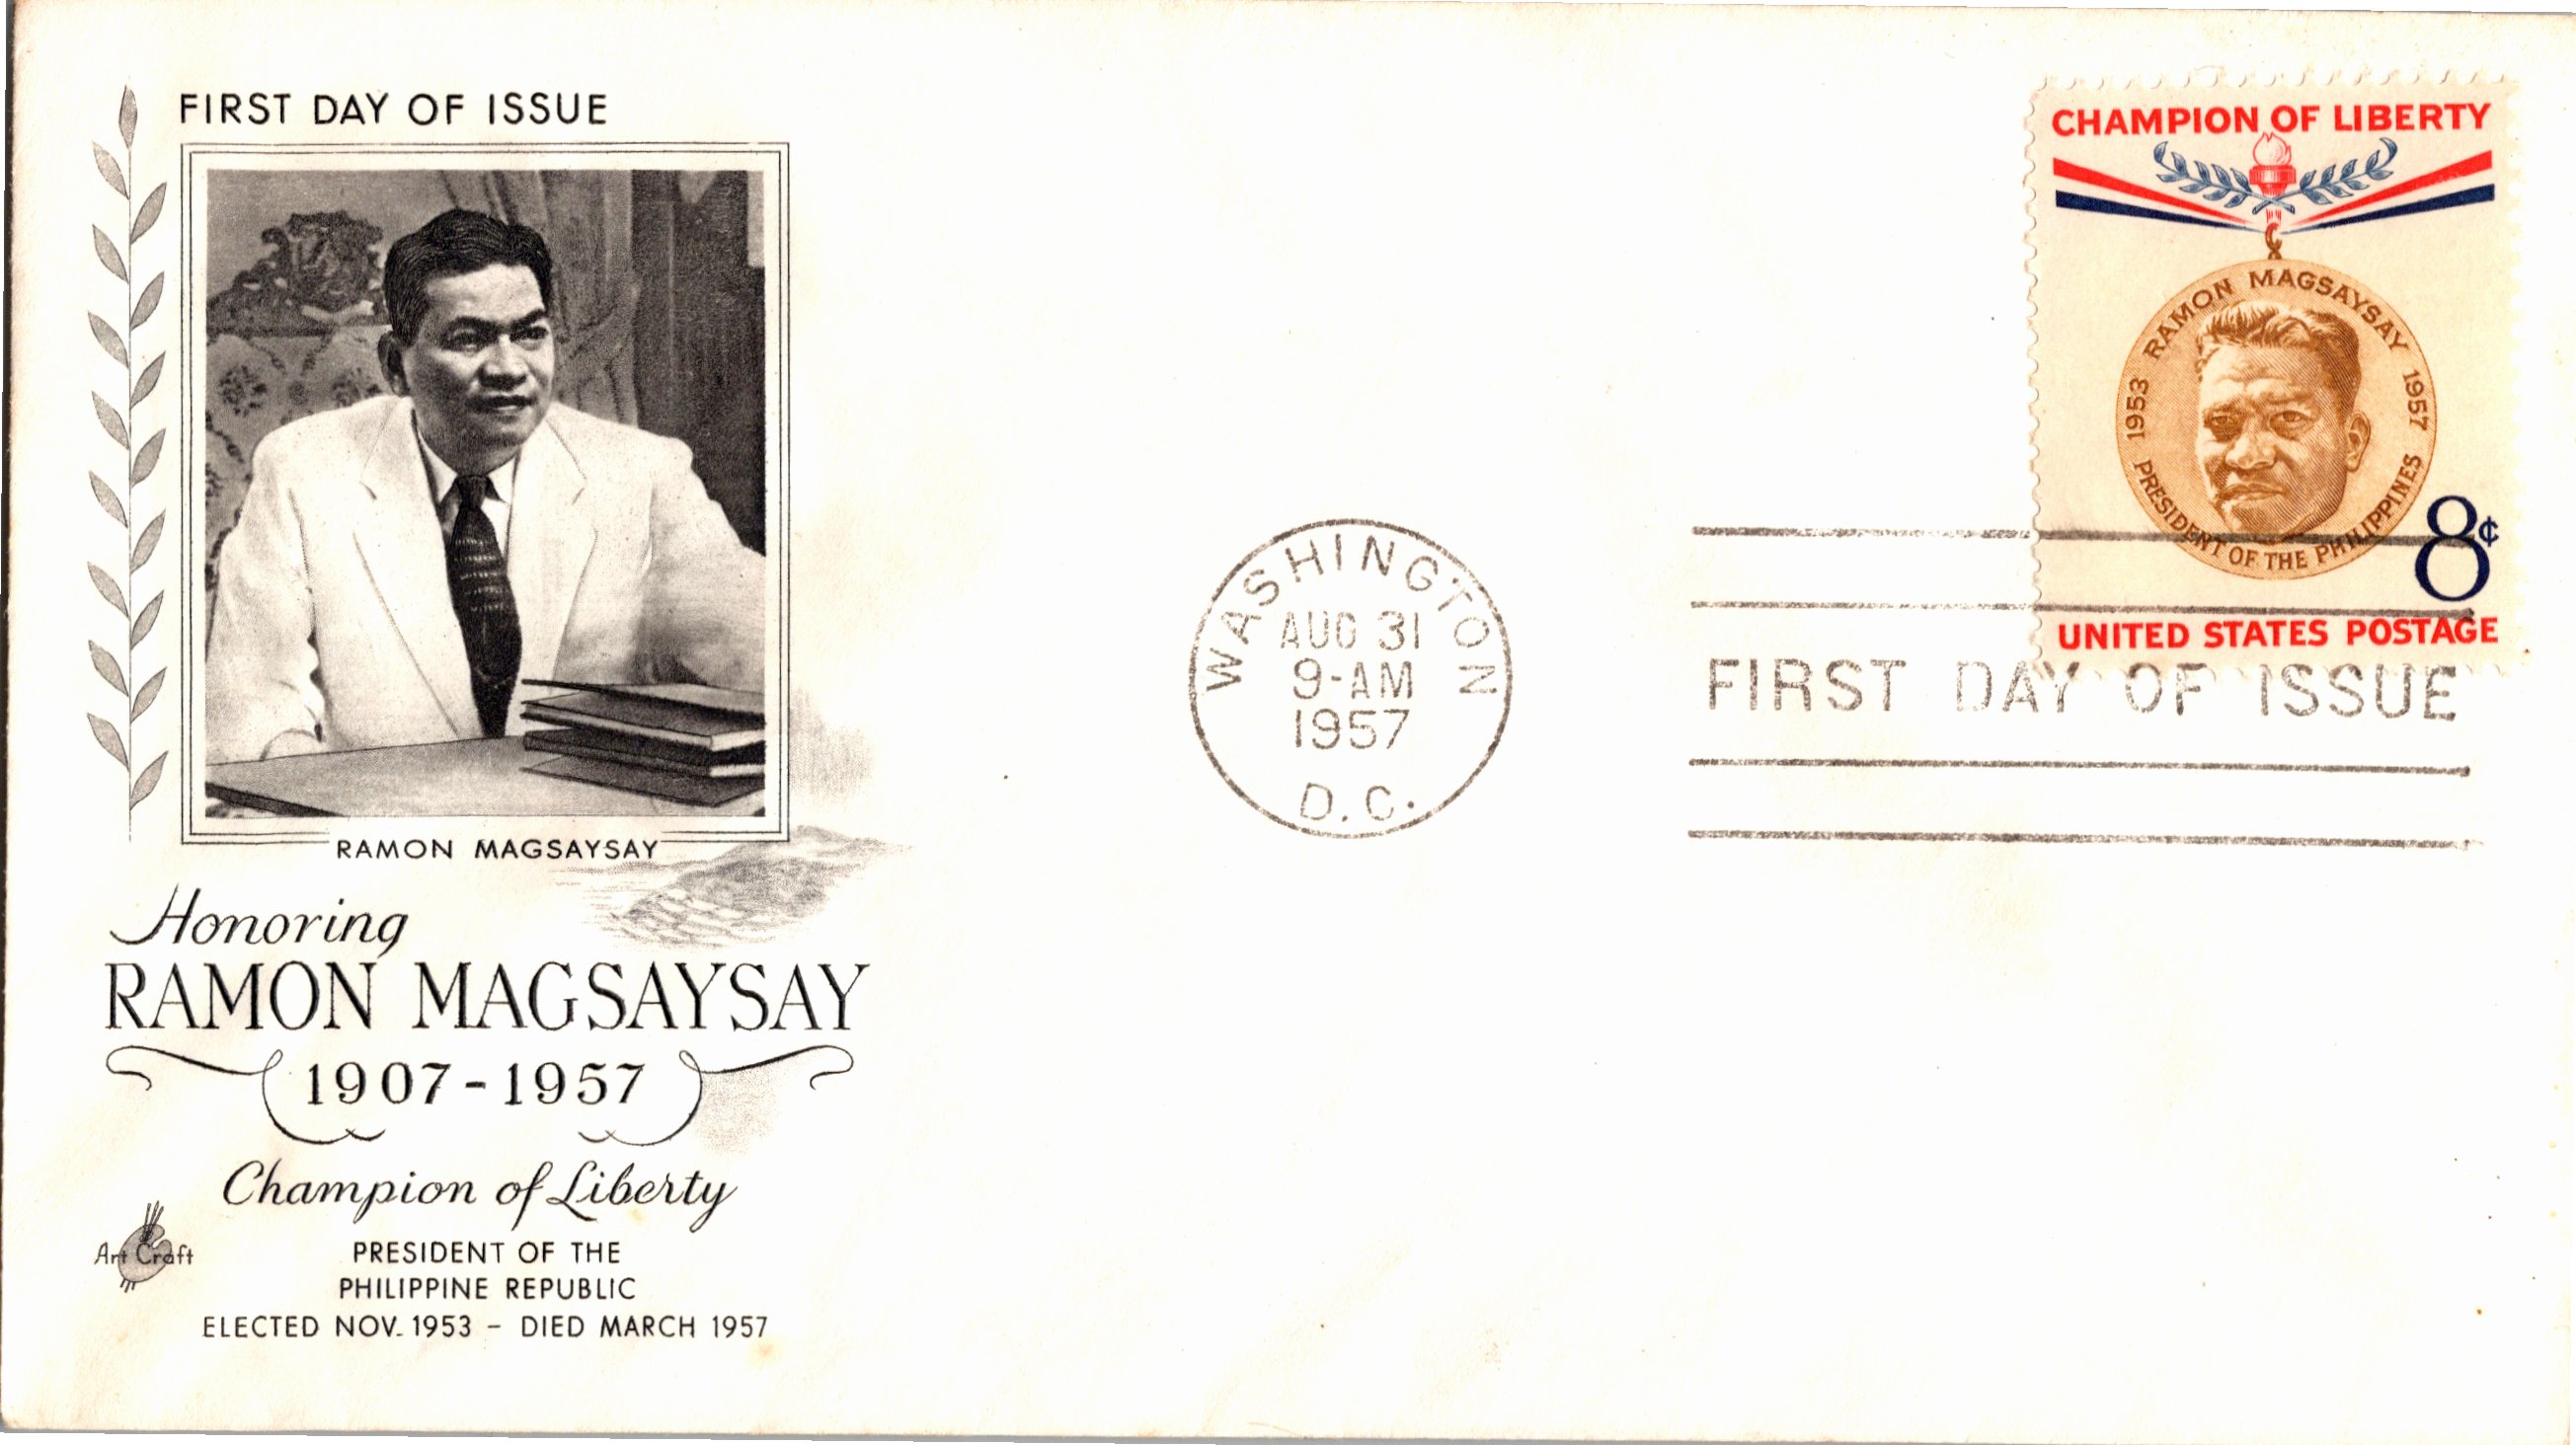 FIRST DAY OF ISSUE
RAMON MAGSAYSAY
Honoring
RAMON MAGSAYSAY
1907-1957
Champion of Liberty
Art Craft
PRESIDENT OF THE
PHILIPPINE REPUBLIC
ELECTED NOV. 1953 - DIED MARCH 1957
WASHINGTON
AUG 31
9-AM
1957
D.C.
CHAMPION OF LIBERTY
1953 RAMON MAGSAYSAY 1957
PRESIDENT OF THE PHILIPPINES
8¢
UNITED STATES POSTAGE
FIRST DAY OF ISSUE